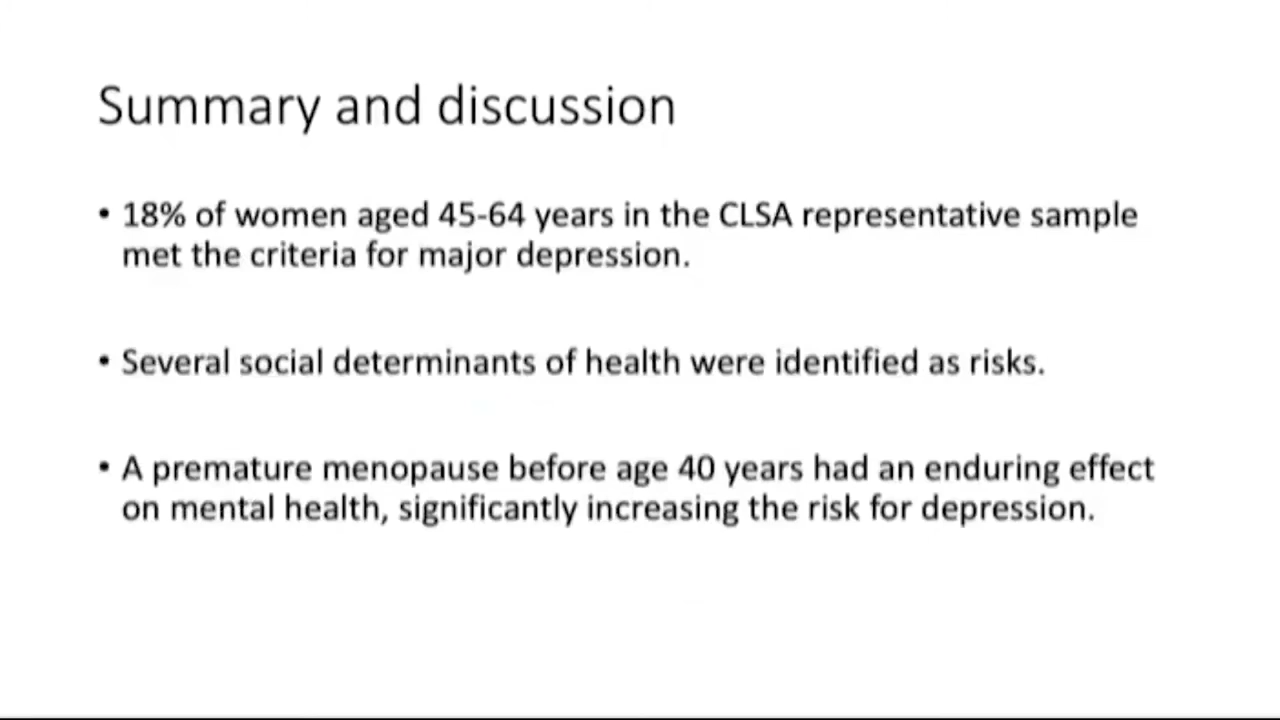 Summary and discussion
• 18% of women aged 45-64 years in the CLSA representative sample
met the criteria for major depression.
• Several social determinants of health were identified as risks.
• A premature menopause before age 40 years had an enduring effect
on mental health, significantly increasing the risk for depression.